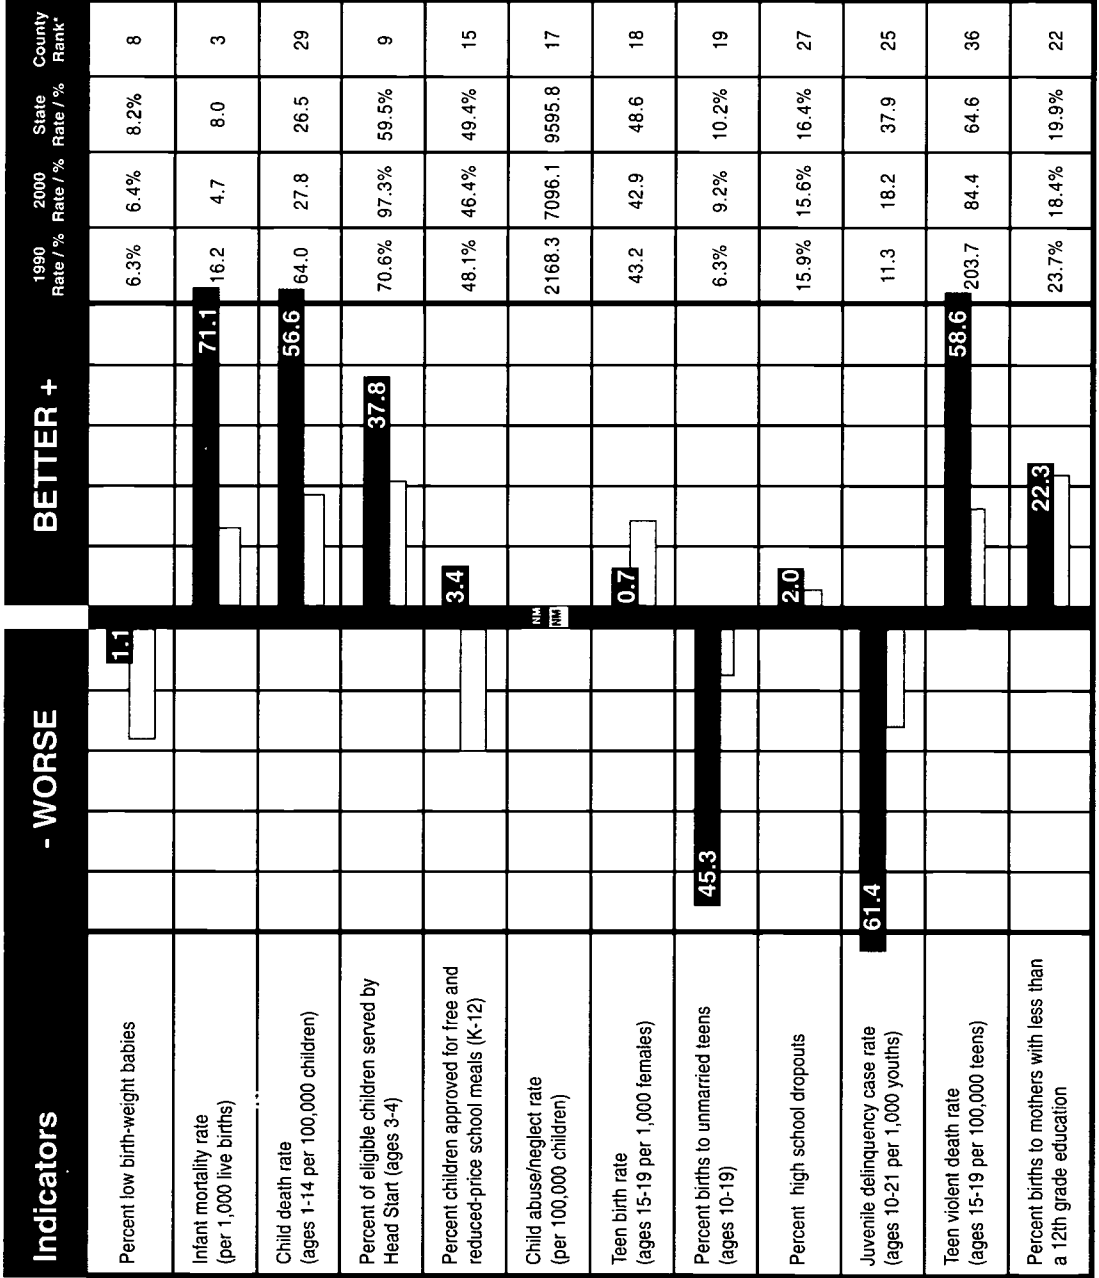 Indicators - WORSE BETTER + 1990 Rate / % 2000 Rate / % State Rate / % County Rank*
Percent low birth-weight babies 1.1 6.3% 6.4% 8.2% 8
Infant mortality rate
(per 1,000 live births) 71.1 16.2 4.7 8.0 3
Child death rate
(ages 1-14 per 100,000 children) 56.6 64.0 27.8 26.5 29
Percent of eligible children served by
Head Start (ages 3-4) 37.8 70.6% 97.3% 59.5% 9
Percent children approved for free and
reduced-price school meals (K-12) 3.4 48.1% 46.4% 49.4% 15
Child abuse/neglect rate
(per 100,000 children) NM NM 2168.3 7096.1 9595.8 17
Teen birth rate
(ages 15-19 per 1,000 females) 0.7 43.2 42.9 48.6 18
Percent births to unmarried teens
(ages 10-19) 45.3 6.3% 9.2% 10.2% 19
Percent high school dropouts 2.0 15.9% 15.6% 16.4% 27
Juvenile delinquency case rate
(ages 10-21 per 1,000 youths) 61.4 11.3 18.2 37.9 25
Teen violent death rate
(ages 15-19 per 100,000 teens) 58.6 203.7 84.4 64.6 36
Percent births to mothers with less than
a 12th grade education 22.3 23.7% 18.4% 19.9% 22